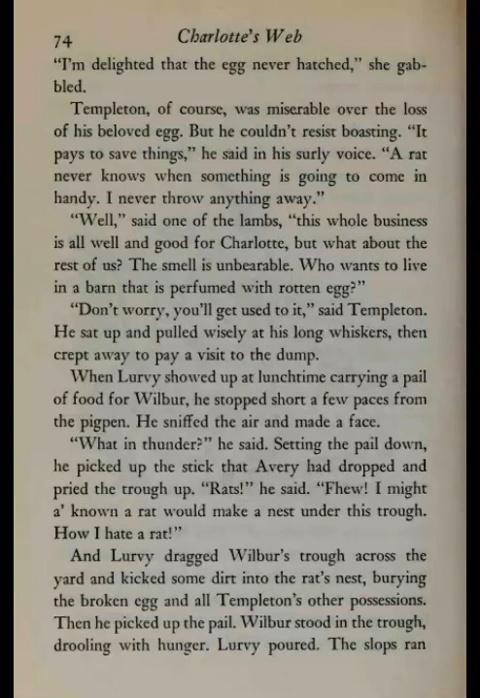 74 Charlotte's Web
"I'm delighted that the egg never hatched," she gab-
bled.
Templeton, of course, was miserable over the loss
of his beloved egg. But he couldn't resist boasting. "It
pays to save things," he said in his surly voice. "A rat
never knows when something is going to come in
handy. I never throw anything away."
"Well," said one of the lambs, "this whole business
is all well and good for Charlotte, but what about the
rest of us? The smell is unbearable. Who wants to live
in a barn that is perfumed with rotten egg?"
"Don't worry, you'll get used to it," said Templeton.
He sat up and pulled wisely at his long whiskers, then
crept away to pay a visit to the dump.
When Lurvy showed up at lunchtime carrying a pail
of food for Wilbur, he stopped short a few paces from
the pigpen. He sniffed the air and made a face.
"What in thunder?" he said. Setting the pail down,
he picked up the stick that Avery had dropped and
pried the trough up. "Rats!" he said. "Fhew! I might
a' known a rat would make a nest under this trough.
How I hate a rat!"
And Lurvy dragged Wilbur's trough across the
yard and kicked some dirt into the rat's nest, burying
the broken egg and all Templeton's other possessions.
Then he picked up the pail. Wilbur stood in the trough,
drooling with hunger. Lurvy poured. The slops ran